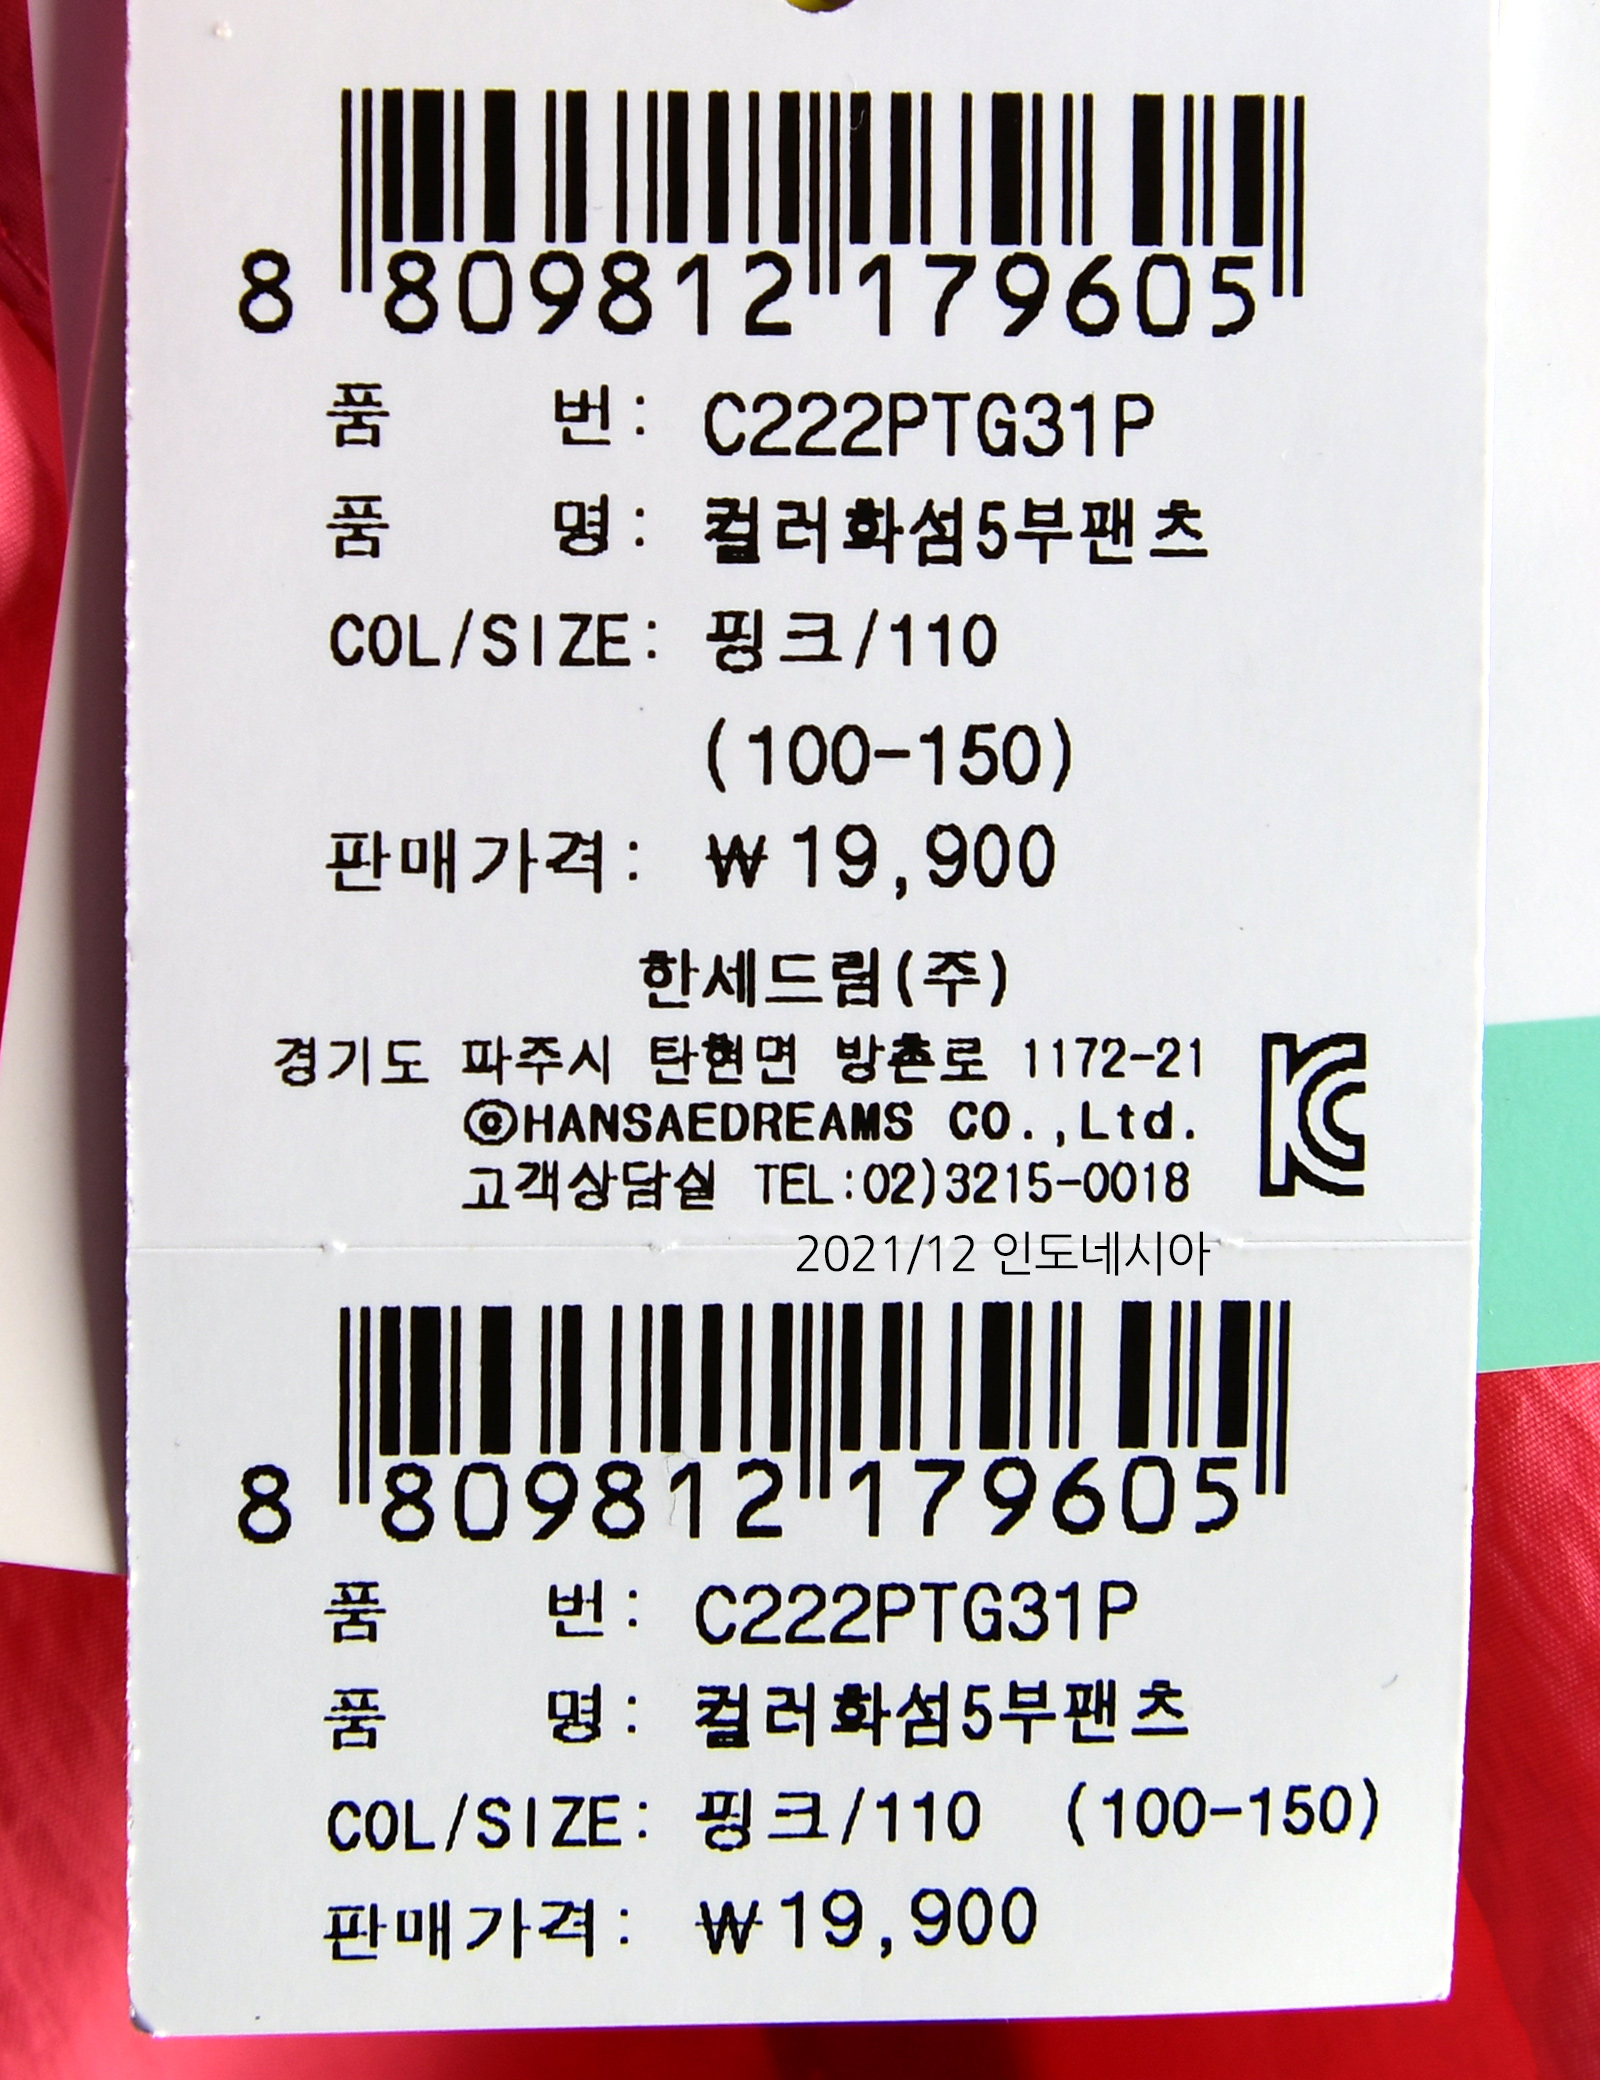 8 809812 179605
품 번: C222PTG31P
품 명: 컬러화섬5부팬츠
COL/SIZE: 핑크/110
(100-150)
판매가격: ₩19,900
한세드림(주)
경기도 파주시 탄현면 방촌로 1172-21
©HANSAEDREAMS CO.,Ltd.
고객상담실 TEL:02)3215-0018
2021/12 인도네시아
8 809812 179605
품 번: C222PTG31P
품 명: 컬러화섬5부팬츠
COL/SIZE: 핑크/110 (100-150)
판매가격: ₩19,900